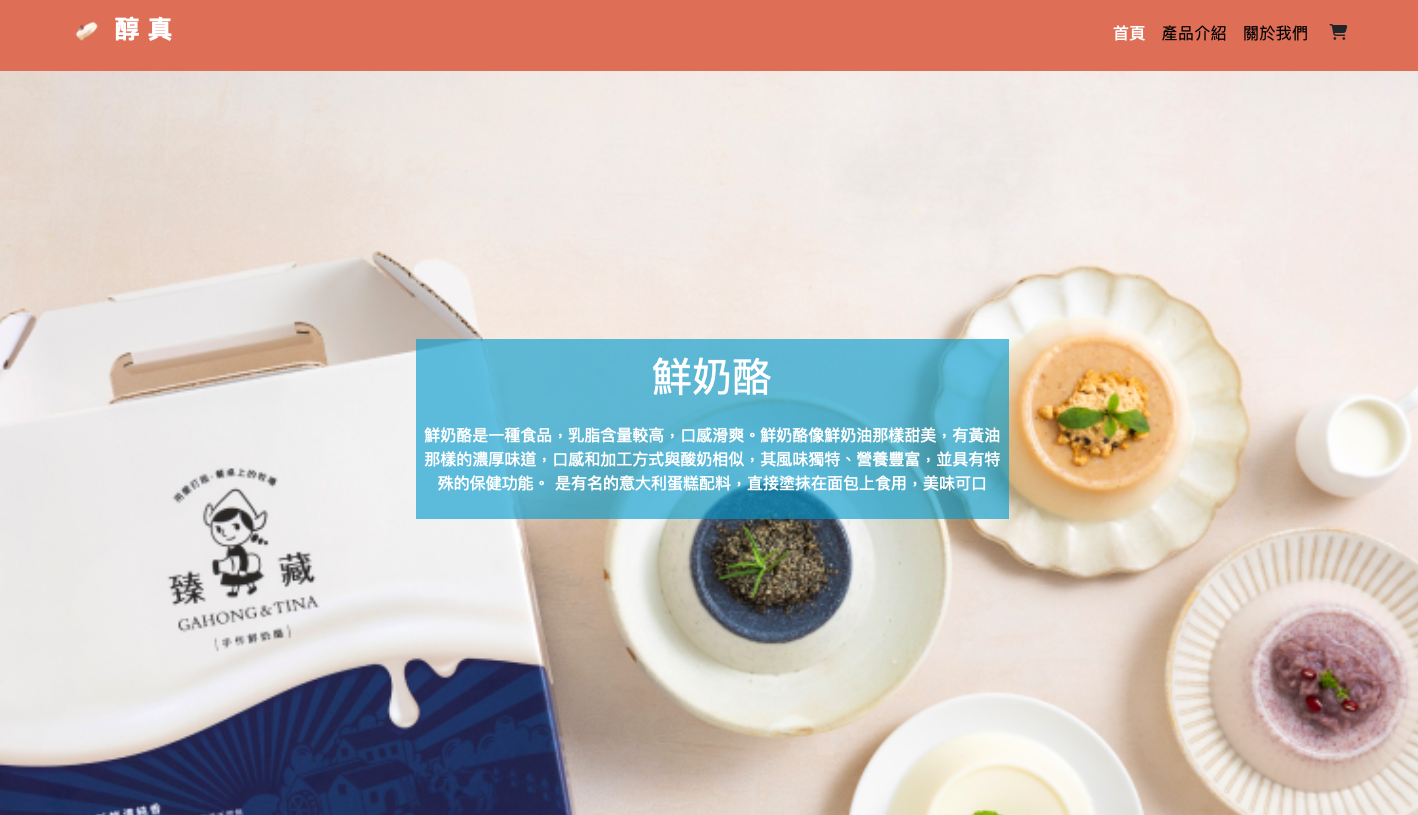 醇 真
首頁 產品介紹 關於我們
鮮奶酪
鮮奶酪是一種食品，乳脂含量較高，口感滑爽。鮮奶酪像鮮奶油那樣甜美，有黃油
那樣的濃厚味道，口感和加工方式與酸奶相似，其風味獨特、營養豐富，並具有特
殊的保健功能。 是有名的意大利蛋糕配料，直接塗抹在面包上食用，美味可口
臻 藏
GAHONG & TINA
{手作鮮奶酪}